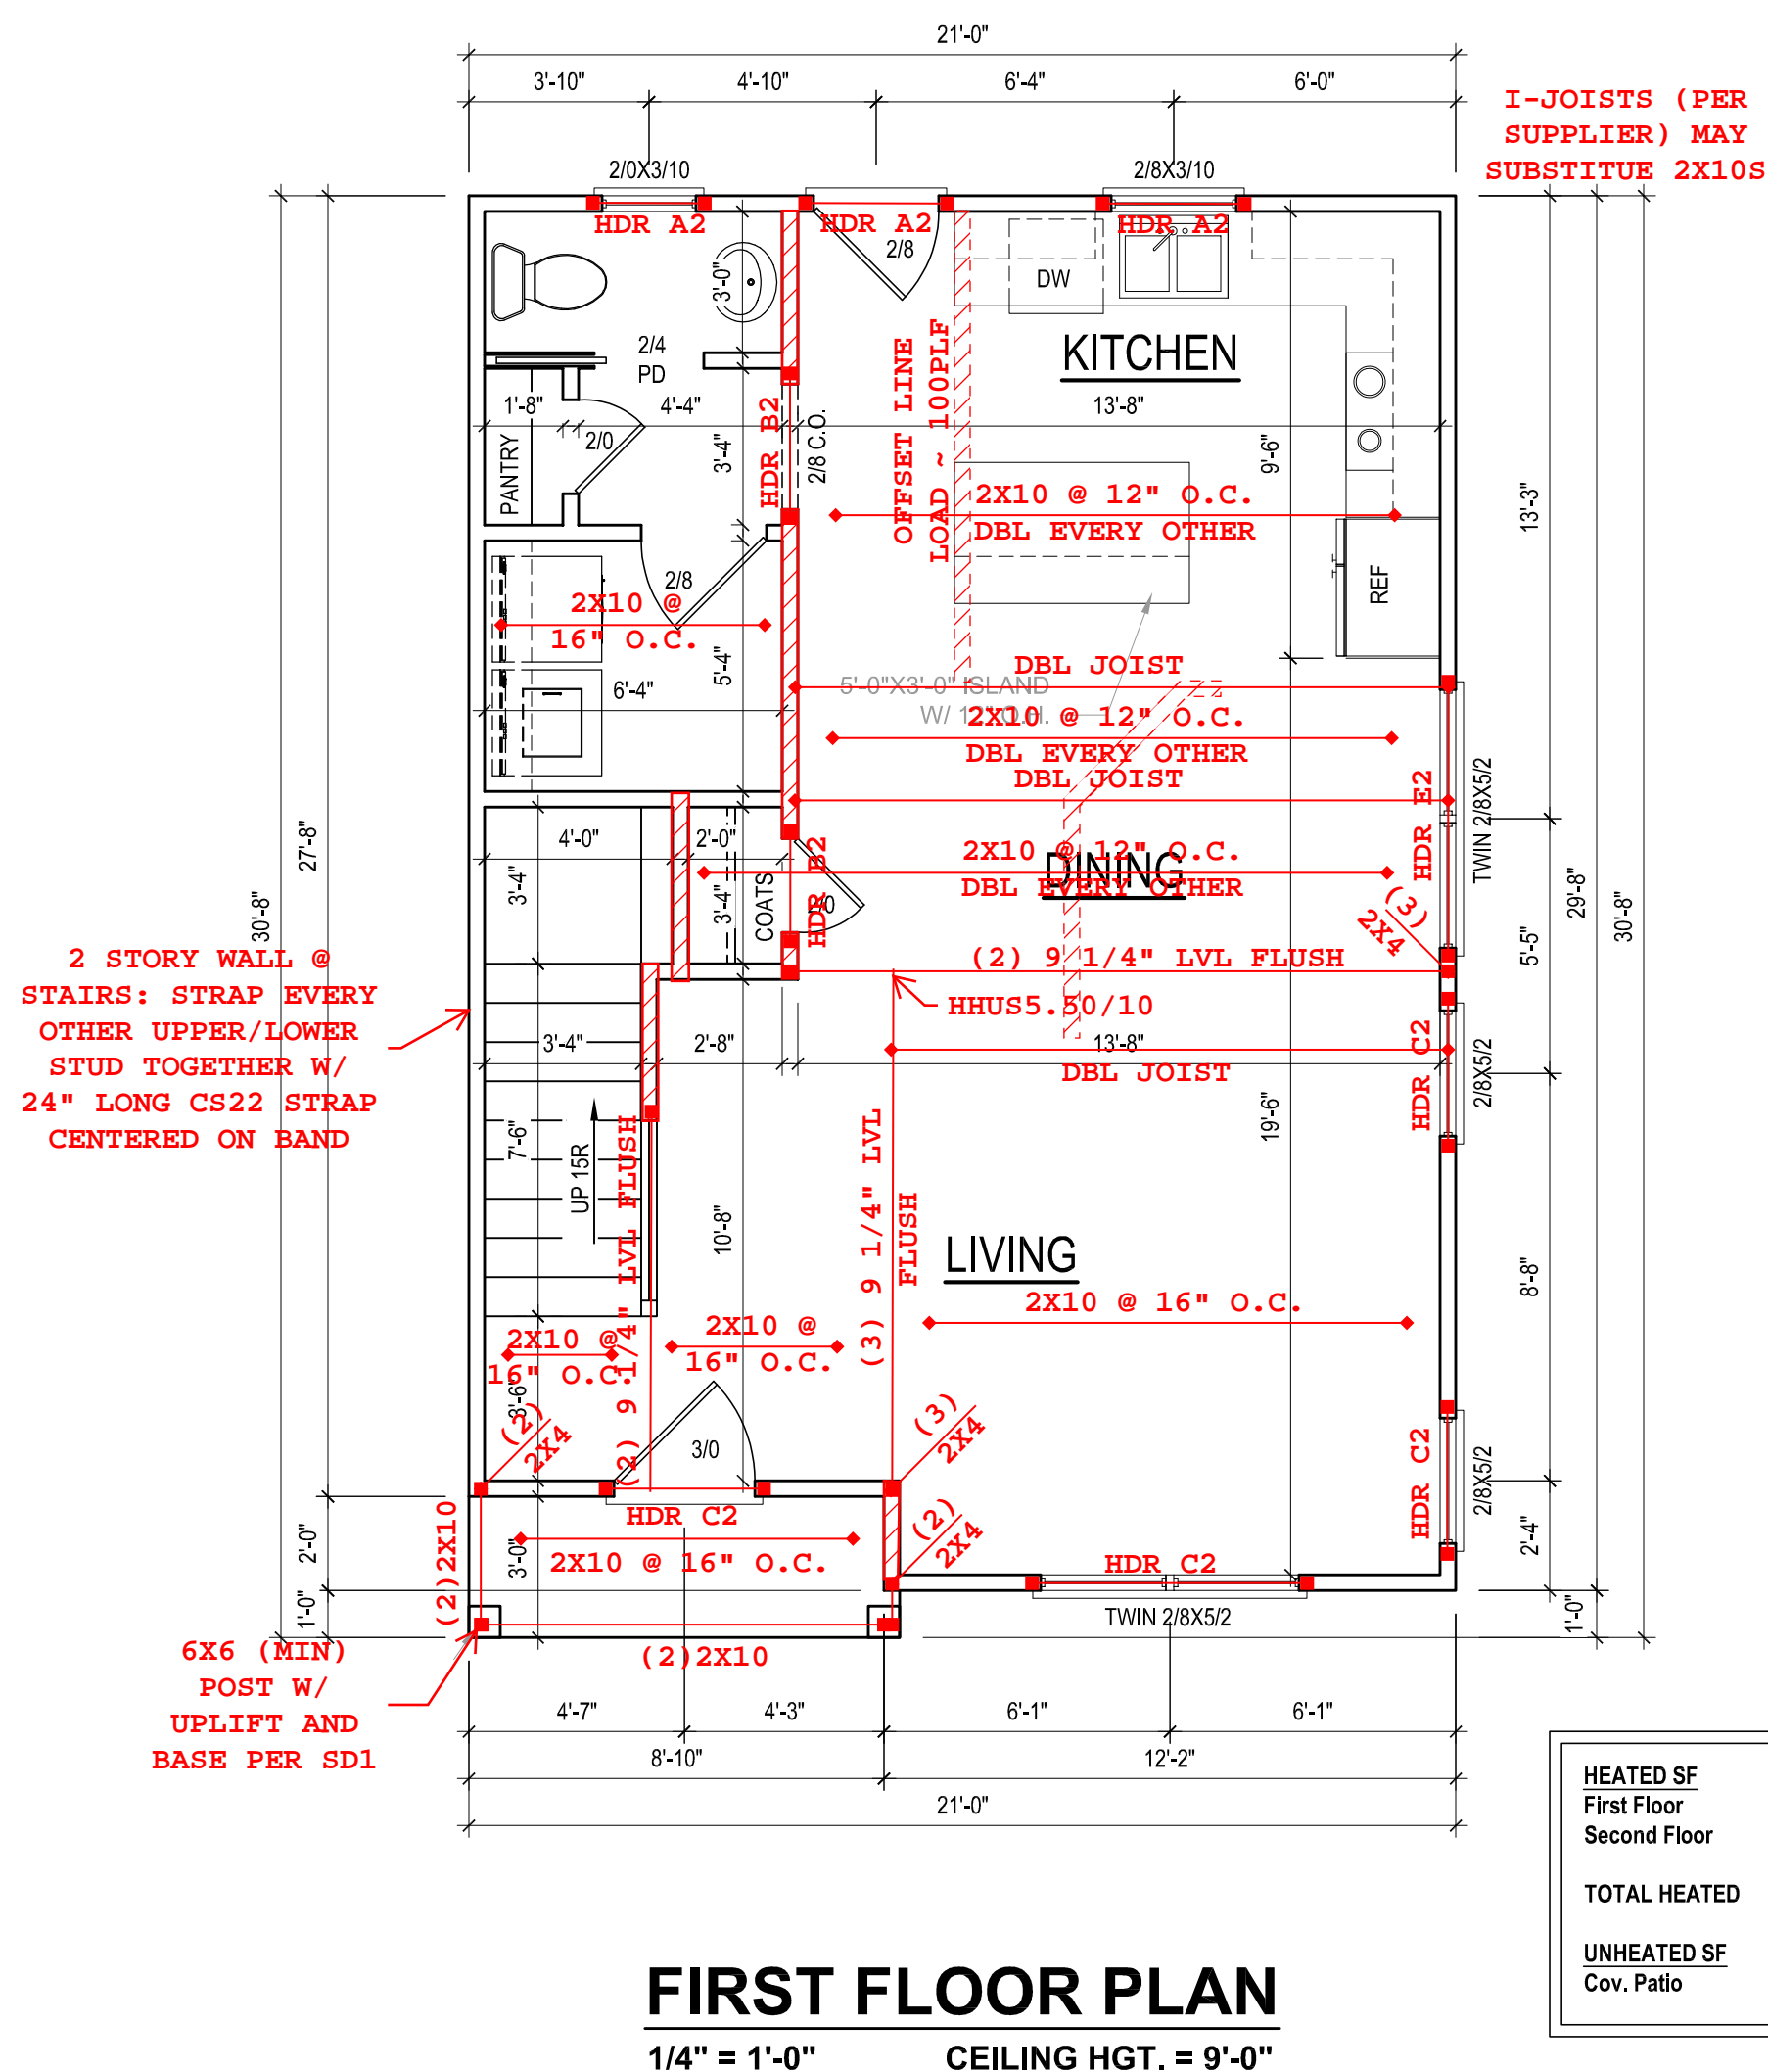 21'-0"
3'-10"
4'-10"
6'-4"
6'-0"
I-JOISTS (PER
SUPPLIER) MAY
SUBSTITUE 2X10S
2/0X3/10
2/8X3/10
HDR A2
HDR A2
HDR A2
2/8
DW
3'-0"
2/4
PD
KITCHEN
OFFSET LINE
LOAD ~ 100PLF
1'-8"
4'-4"
13'-8"
HDR B2
2/8 C.O.
2/0
PANTRY
3'-4"
9'-6"
2X10 @ 12" O.C.
DBL EVERY OTHER
13'-3"
REF
2/8
2X10 @
16" O.C.
5'-4"
6'-4"
DBL JOIST
5'-0"X3'-0" ISLAND
W/ 12" O.H.
2X10 @ 12" O.C.
DBL EVERY OTHER
DBL JOIST
HDR E2
TWIN 2/8X5/2
27'-8"
30'-8"
4'-0"
2'-0"
3'-4"
3'-4"
COATS
HDR B2
2/0
2X10 @ 12" O.C.
DINING
DBL EVERY OTHER
(3)
2X4
29'-8"
30'-8"
5'-5"
2 STORY WALL @
STAIRS: STRAP EVERY
OTHER UPPER/LOWER
STUD TOGETHER W/
24" LONG CS22 STRAP
CENTERED ON BAND
(2) 9 1/4" LVL FLUSH
HHUS5.50/10
3'-4"
2'-8"
13'-8"
DBL JOIST
HDR C2
2/8X5/2
7'-6"
UP 15R
(2) 9 1/4" LVL FLUSH
10'-8"
(3) 9 1/4" LVL
FLUSH
19'-6"
LIVING
8'-8"
2X10 @ 16" O.C.
2X10 @
16" O.C.
2X10 @
16" O.C.
3'-6"
(2)
2X4
3/0
(3)
2X4
HDR C2
2/8X5/2
HDR C2
2X10 @ 16" O.C.
(2)
2X4
HDR C2
TWIN 2/8X5/2
(2)2X10
3'-0"
2'-0"
1'-0"
2'-4"
1'-0"
(2)2X10
6X6 (MIN)
POST W/
UPLIFT AND
BASE PER SD1
4'-7"
4'-3"
6'-1"
6'-1"
8'-10"
12'-2"
21'-0"
HEATED SF
First Floor
Second Floor
TOTAL HEATED
UNHEATED SF
Cov. Patio
FIRST FLOOR PLAN
1/4" = 1'-0" CEILING HGT. = 9'-0"